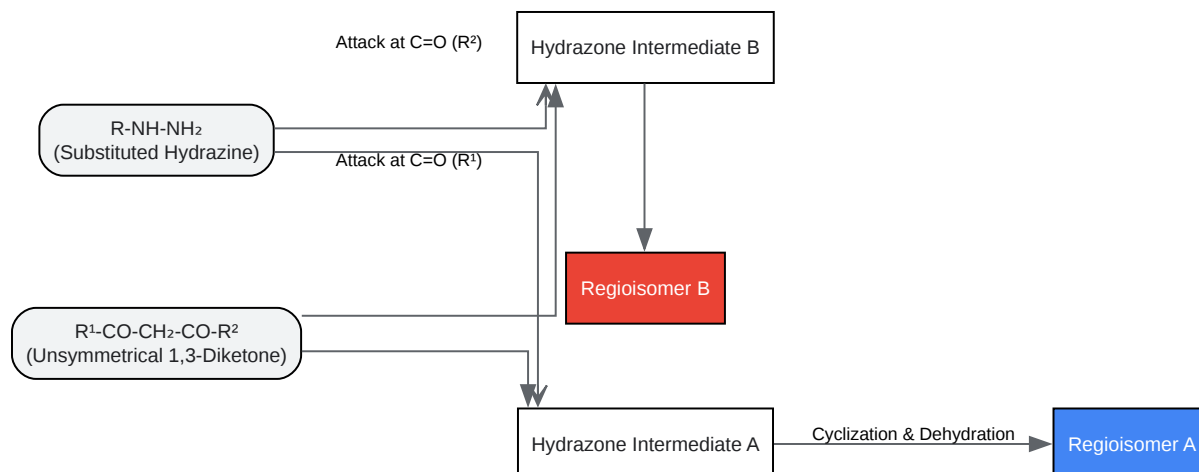 Attack at C=O (R²)
Hydrazone Intermediate B
R-NH-NH₂
(Substituted Hydrazine)
Attack at C=O (R¹)
Regioisomer B
R¹-CO-CH₂-CO-R²
(Unsymmetrical 1,3-Diketone)
Hydrazone Intermediate A
Cyclization & Dehydration
Regioisomer A